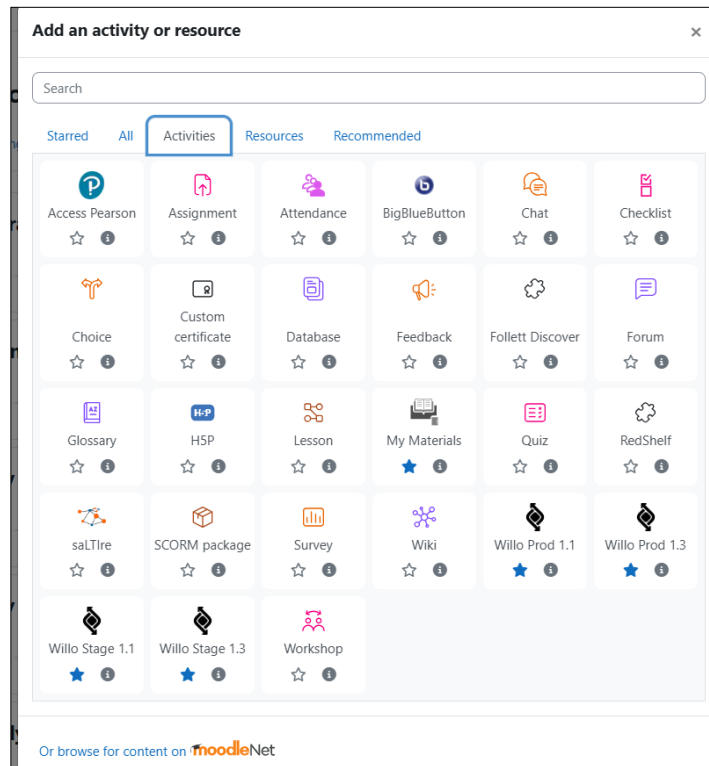 Add an activity or resource
×
Search
Starred All Activities Resources Recommended
Access Pearson Assignment Attendance BigBlueButton Chat Checklist
Choice Custom certificate Database Feedback Follett Discover Forum
Glossary H5P Lesson My Materials Quiz RedShelf
saLTIre SCORM package Survey Wiki Willo Prod 1.1 Willo Prod 1.3
Willo Stage 1.1 Willo Stage 1.3 Workshop
Or browse for content on moodleNet